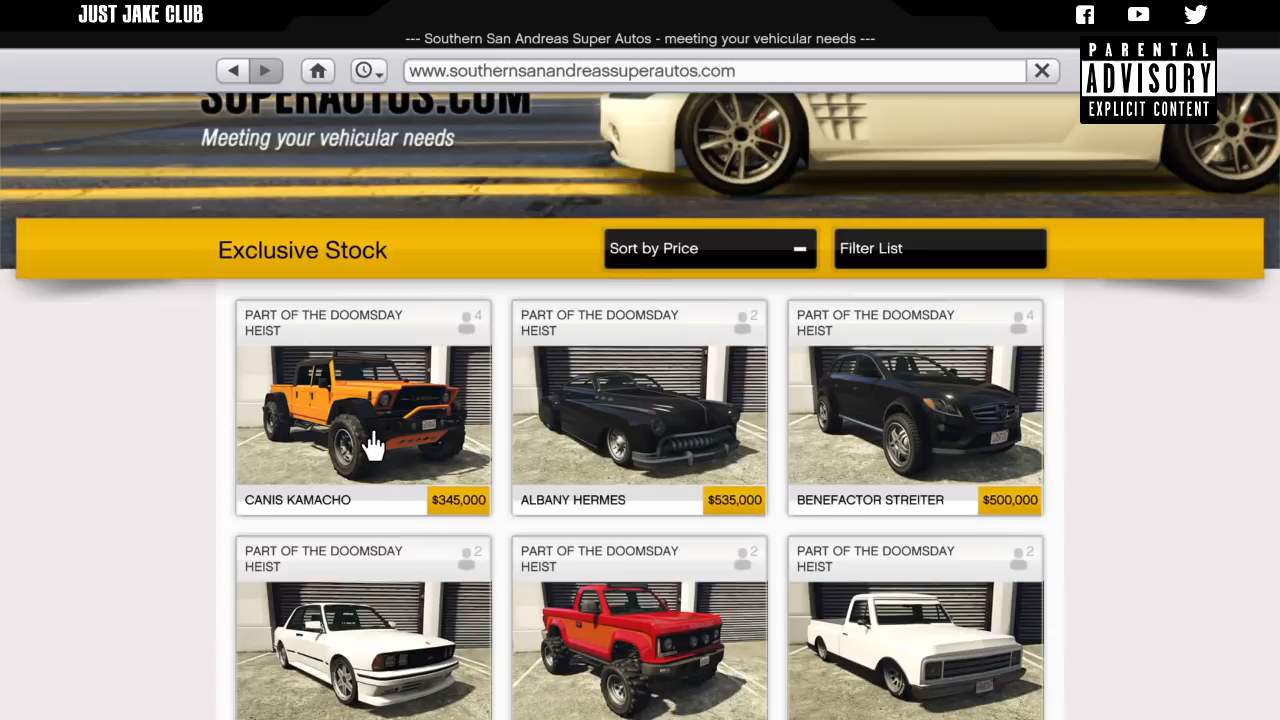 JUST JAKE CLUB
--- Southern San Andreas Super Autos - meeting your vehicular needs ---
www.southernsanandreassuperautos.com
PARENTAL
ADVISORY
EXPLICIT CONTENT
SUPERAUTOS.COM
Meeting your vehicular needs
Exclusive Stock
Sort by Price
Filter List
PART OF THE DOOMSDAY
HEIST
4
PART OF THE DOOMSDAY
HEIST
2
PART OF THE DOOMSDAY
HEIST
4
CANIS KAMACHO
$345,000
ALBANY HERMES
$535,000
BENEFACTOR STREITER
$500,000
PART OF THE DOOMSDAY
HEIST
2
PART OF THE DOOMSDAY
HEIST
2
PART OF THE DOOMSDAY
HEIST
2